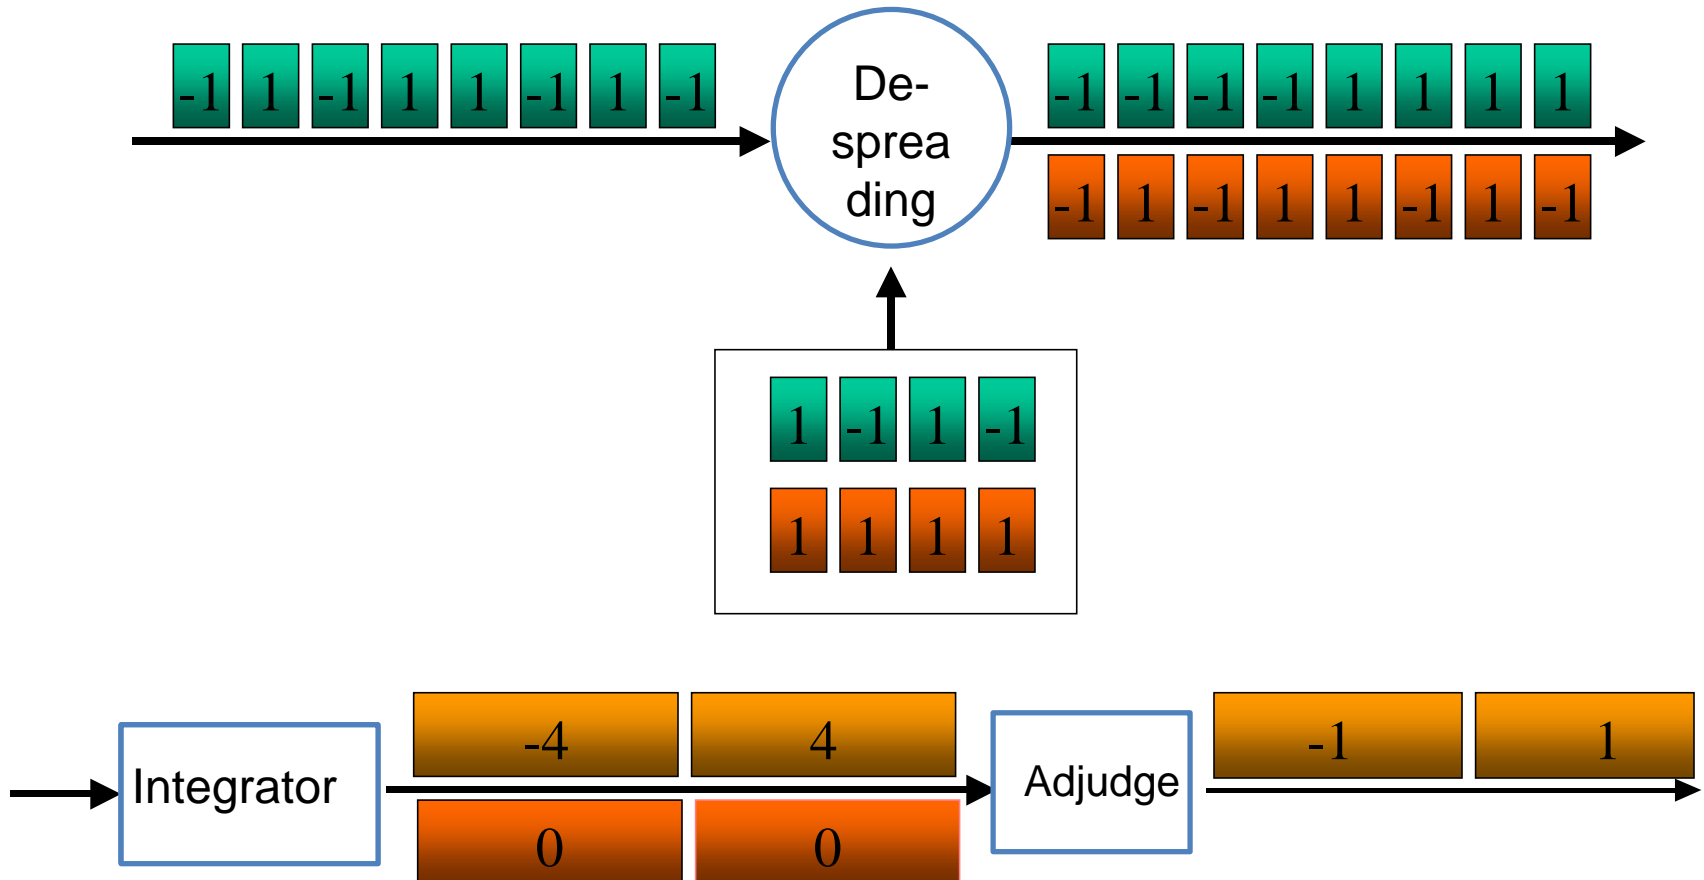 -1 1 -1 1 1 -1 1 -1
De-
sprea
ding
-1 -1 -1 -1 1 1 1 1
-1 1 -1 1 1 -1 1 -1
1 -1 1 -1
1 1 1 1
Integrator
-4 4
0 0
Adjudge
-1 1